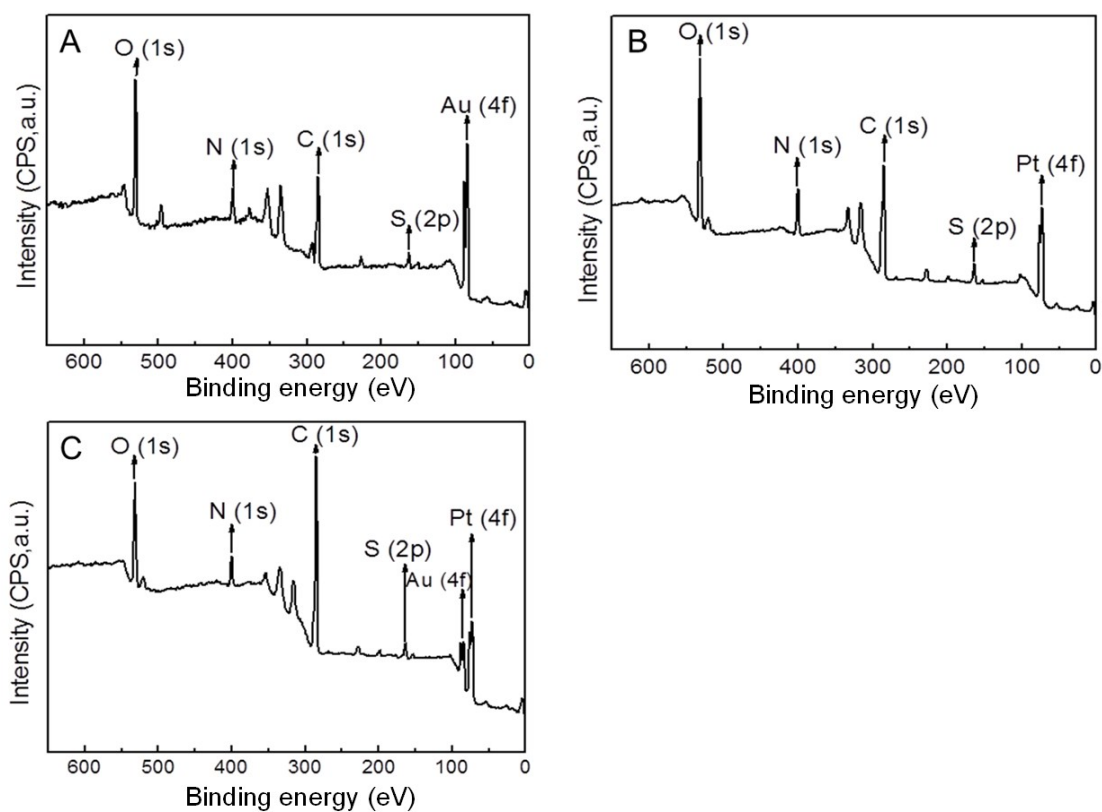 A
O (1s)
N (1s)
C (1s)
S (2p)
Au (4f)
Intensity (CPS,a.u.)
600 500 400 300 200 100 0
Binding energy (eV)
B
O (1s)
N (1s)
C (1s)
S (2p)
Pt (4f)
Intensity (CPS,a.u.)
600 500 400 300 200 100 0
Binding energy (eV)
C
O (1s)
N (1s)
C (1s)
S (2p)
Au (4f)
Pt (4f)
Intensity (CPS,a.u.)
600 500 400 300 200 100 0
Binding energy (eV)